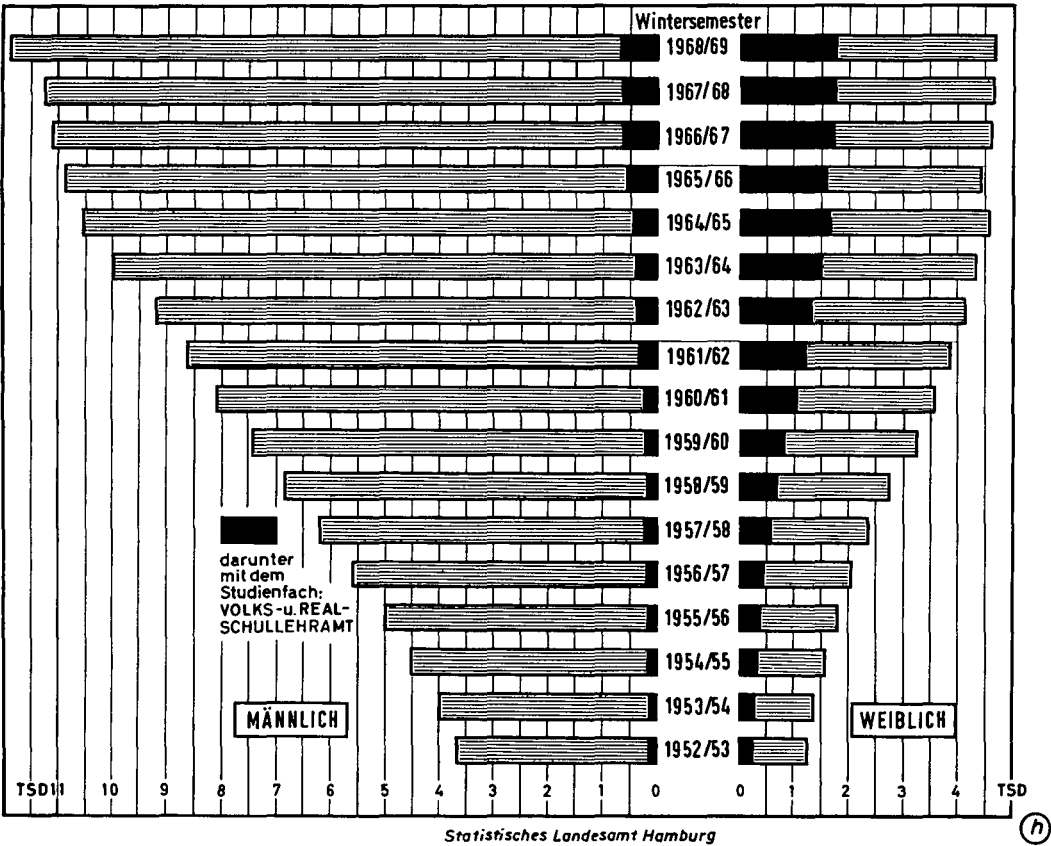 Wintersemester
1968/69
1967/68
1966/67
1965/66
1964/65
1963/64
1962/63
1961/62
1960/61
1959/60
1958/59
1957/58
1956/57
1955/56
1954/55
1953/54
1952/53
darunter
mit dem
Studienfach:
VOLKS-u. REAL-
SCHULLEHRAMT
MÄNNLICH
WEIBLICH
TSD 11 10 9 8 7 6 5 4 3 2 1 0 0 1 2 3 4 TSD
Statistisches Landesamt Hamburg
h